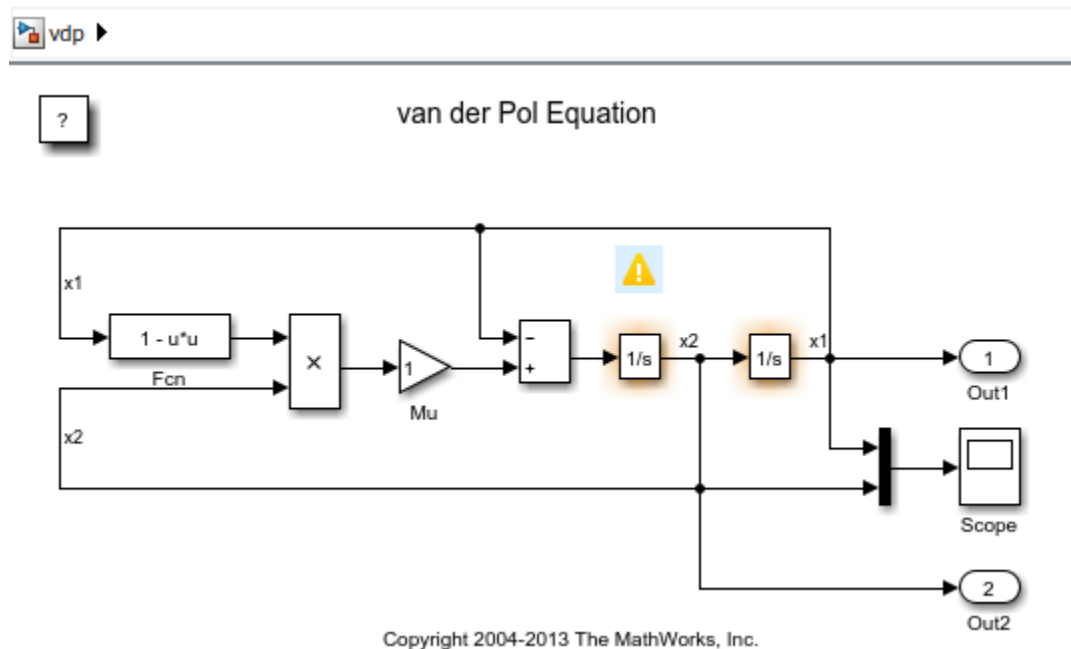 vdp
?
van der Pol Equation
x1
1 - u*u
Fcn
×
1
Mu
−
+
1/s
x2
1/s
x1
1
Out1
x2
Scope
2
Out2
Copyright 2004-2013 The MathWorks, Inc.